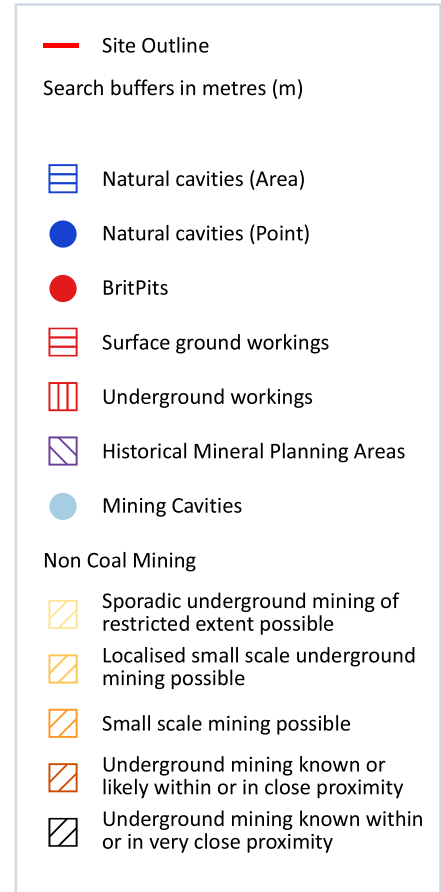 Site Outline
Search buffers in metres (m)
Natural cavities (Area)
Natural cavities (Point)
BritPits
Surface ground workings
Underground workings
Historical Mineral Planning Areas
Mining Cavities
Non Coal Mining
Sporadic underground mining of
restricted extent possible
Localised small scale underground
mining possible
Small scale mining possible
Underground mining known or
likely within or in close proximity
Underground mining known within
or in very close proximity